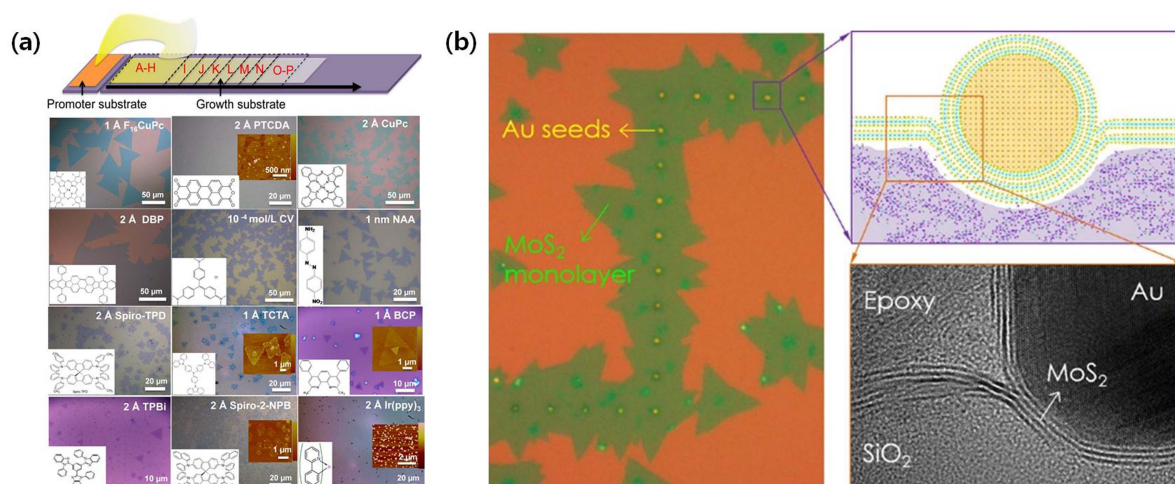 (a)
A-H
I J K L M N O-P
Promoter substrate
Growth substrate
1 Å F₁₆CuPc
50 μm
2 Å PTCDA
500 nm
20 μm
2 Å CuPc
50 μm
2 Å DBP
50 μm
10⁻⁴ mol/L CV
50 μm
1 nm NAA
NH₂
NO₂
20 μm
2 Å Spiro-TPD
20 μm
1 Å TCTA
1 μm
20 μm
1 Å BCP
1 μm
10 μm
2 Å TPBi
10 μm
2 Å Spiro-2-NPB
1 μm
20 μm
2 Å Ir(ppy)₃
2 μm
20 μm
(b)
Au seeds
MoS₂
monolayer
Epoxy
Au
MoS₂
SiO₂